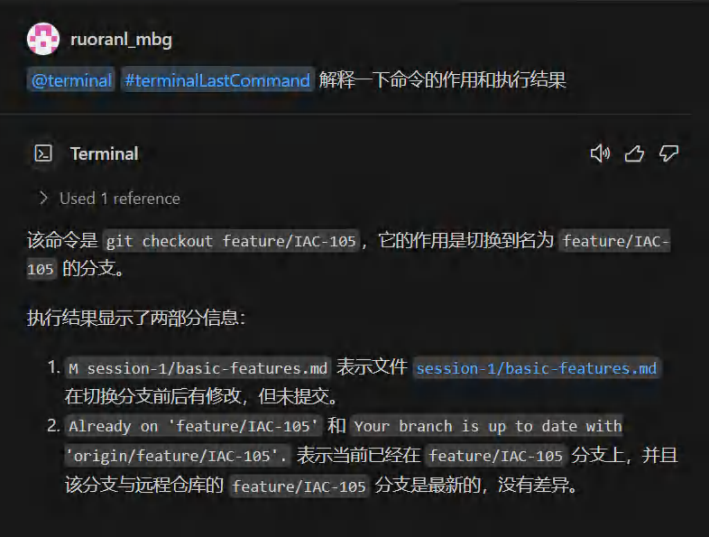 ruoranl_mbg
@terminal #terminalLastCommand 解释一下命令的作用和执行结果
Terminal
Used 1 reference
该命令是 git checkout feature/IAC-105，它的作用是切换到名为 feature/IAC-
105 的分支。
执行结果显示了两部分信息：
1. M session-1/basic-features.md 表示文件 session-1/basic-features.md
在切换分支前后有修改，但未提交。
2. Already on 'feature/IAC-105' 和 Your branch is up to date with
'origin/feature/IAC-105'. 表示当前已经在 feature/IAC-105 分支上，并且
该分支与远程仓库的 feature/IAC-105 分支是最新的，没有差异。